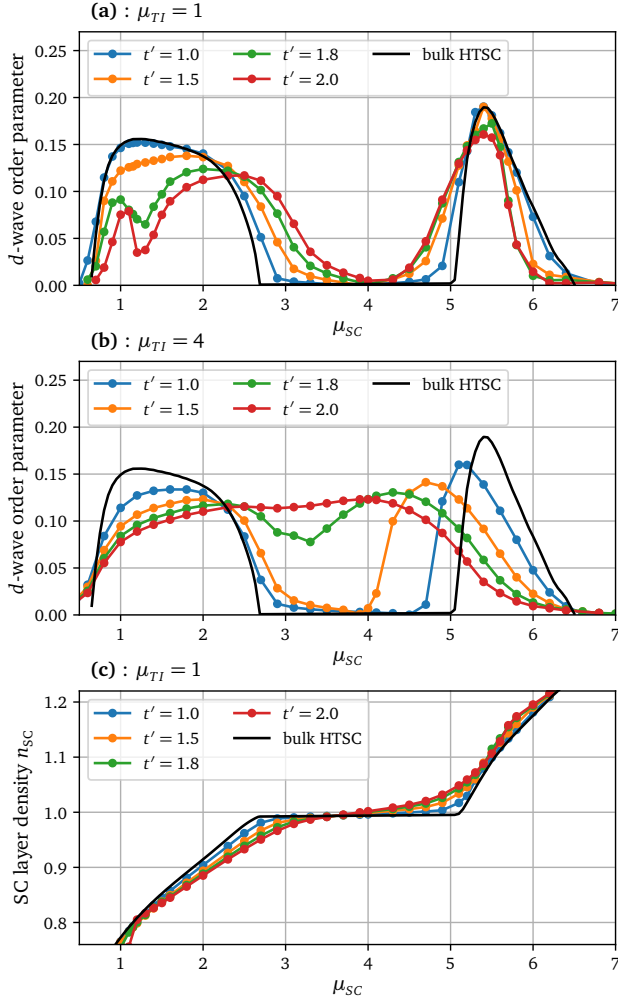 (a) : μ_TI = 1
d-wave order parameter
0.25
0.20
0.15
0.10
0.05
0.00
t′ = 1.0
t′ = 1.5
t′ = 1.8
t′ = 2.0
bulk HTSC
1 2 3 4 5 6 7
μ_SC
(b) : μ_TI = 4
d-wave order parameter
0.25
0.20
0.15
0.10
0.05
0.00
t′ = 1.0
t′ = 1.5
t′ = 1.8
t′ = 2.0
bulk HTSC
1 2 3 4 5 6 7
μ_SC
(c) : μ_TI = 1
SC layer density n_SC
1.2
1.1
1.0
0.9
0.8
t′ = 1.0
t′ = 1.5
t′ = 1.8
t′ = 2.0
bulk HTSC
1 2 3 4 5 6 7
μ_SC